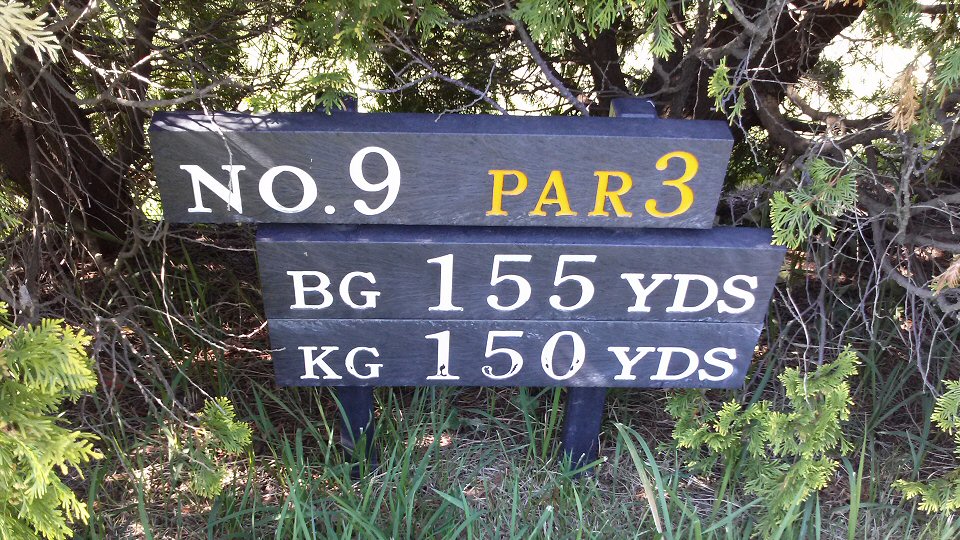 NO.9 PAR3
BG 155 YDS
KG 150 YDS